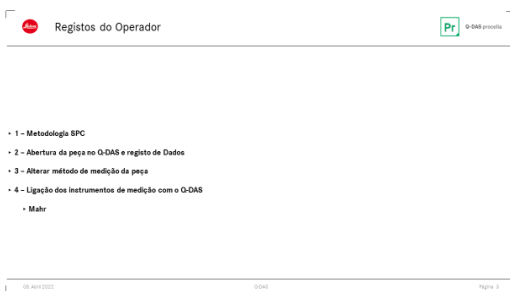 Leica
Registos do Operador
Pr
Q-DAS procella
1 – Metodologia SPC
2 – Abertura da peça no Q-DAS e registo de Dados
3 – Alterar método de medição da peça
4 – Ligação dos instrumentos de medição com o Q-DAS
Mahr
08. Abril 2022
Q-DAS
Página 3